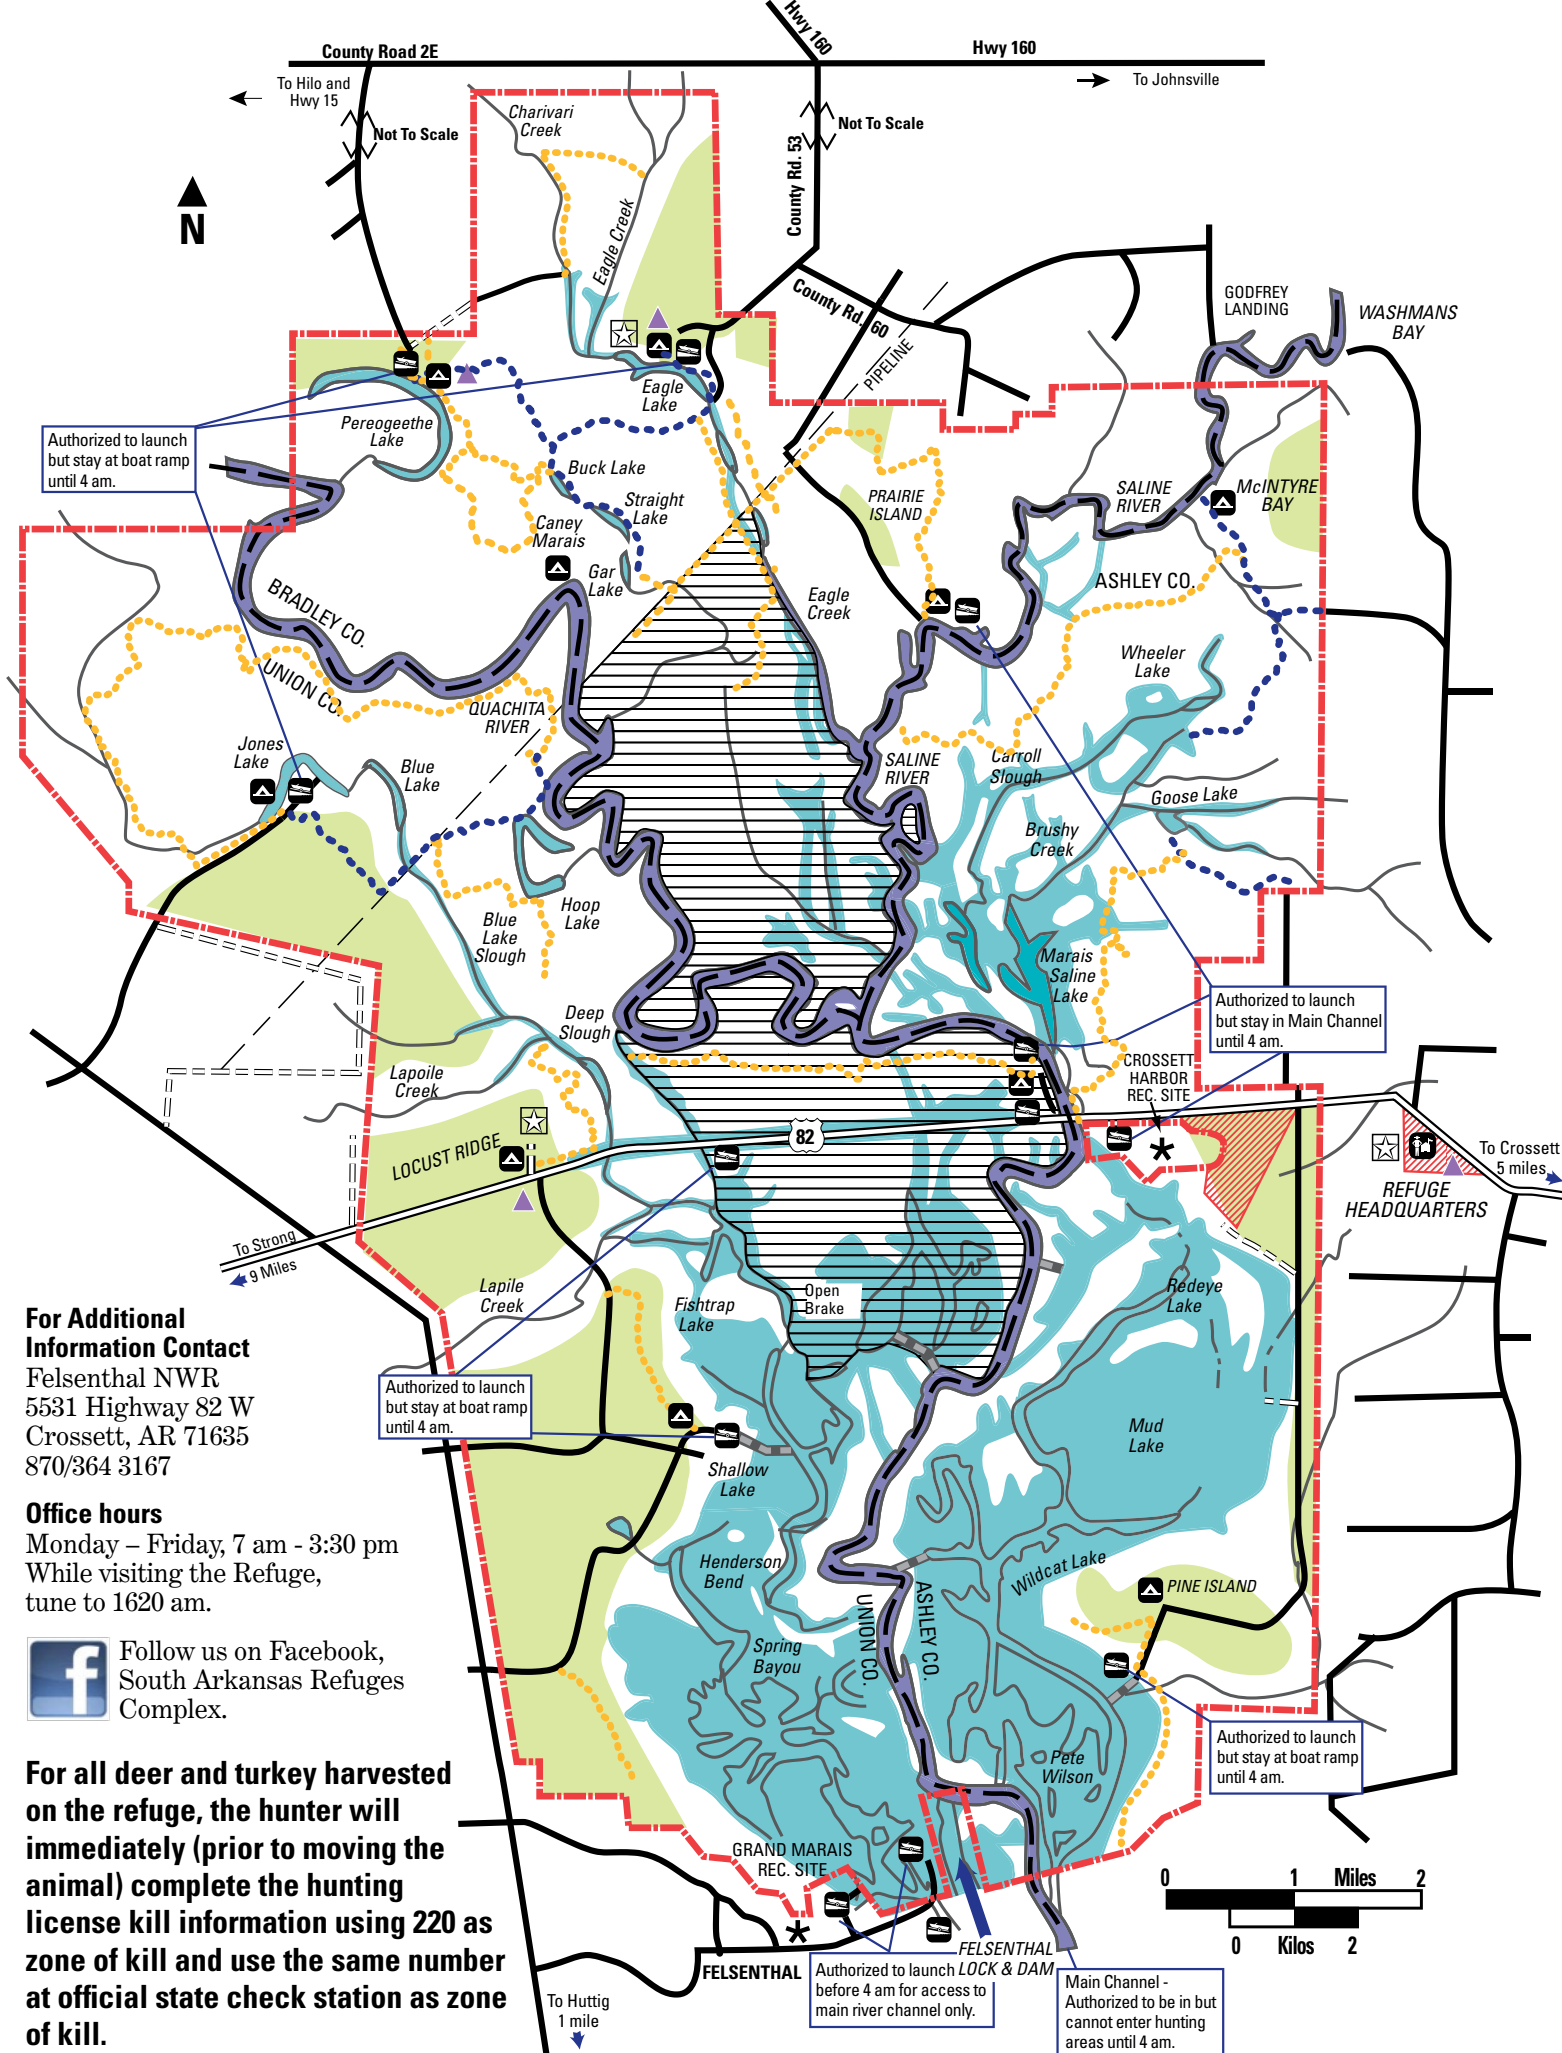 County Road 2E
Hwy 160
Hwy 160
To Hilo and
Hwy 15
To Johnsville
Not To Scale
Not To Scale
Charivari
Creek
County Rd. 53
N
Eagle Creek
County Rd. 60
PIPELINE
GODFREY
LANDING
WASHMANS
BAY
Eagle
Lake
Pereogeethe
Lake
Authorized to launch
but stay at boat ramp
until 4 am.
Buck Lake
Straight
Lake
Caney
Marais
Gar
Lake
PRAIRIE
ISLAND
SALINE
RIVER
McINTYRE
BAY
BRADLEY CO.
UNION CO.
Eagle
Creek
ASHLEY CO.
Wheeler
Lake
QUACHITA
RIVER
Jones
Lake
Blue
Lake
SALINE
RIVER
Carroll
Slough
Goose Lake
Brushy
Creek
Hoop
Lake
Blue
Lake
Slough
Marais
Saline
Lake
Deep
Slough
Authorized to launch
but stay in Main Channel
until 4 am.
Lapoile
Creek
CROSSETT
HARBOR
REC. SITE
LOCUST RIDGE
82
To Crossett
5 miles
REFUGE
HEADQUARTERS
To Strong
9 Miles
Lapile
Creek
Fishtrap
Lake
Open
Brake
Redeye
Lake
For Additional
Information Contact
Felsenthal NWR
5531 Highway 82 W
Crossett, AR 71635
870/364 3167
Authorized to launch
but stay at boat ramp
until 4 am.
Mud
Lake
Shallow
Lake
Office hours
Monday – Friday, 7 am - 3:30 pm
While visiting the Refuge,
tune to 1620 am.
Henderson
Bend
Wildcat Lake
PINE ISLAND
UNION CO.
ASHLEY CO.
f
Follow us on Facebook,
South Arkansas Refuges
Complex.
Spring
Bayou
Pete
Wilson
Authorized to launch
but stay at boat ramp
until 4 am.
For all deer and turkey harvested
on the refuge, the hunter will
immediately (prior to moving the
animal) complete the hunting
license kill information using 220 as
zone of kill and use the same number
at official state check station as zone
of kill.
GRAND MARAIS
REC. SITE
0 1 Miles 2
0 Kilos 2
FELSENTHAL
FELSENTHAL
LOCK & DAM
Authorized to launch
before 4 am for access to
main river channel only.
Main Channel -
Authorized to be in but
cannot enter hunting
areas until 4 am.
To Huttig
1 mile